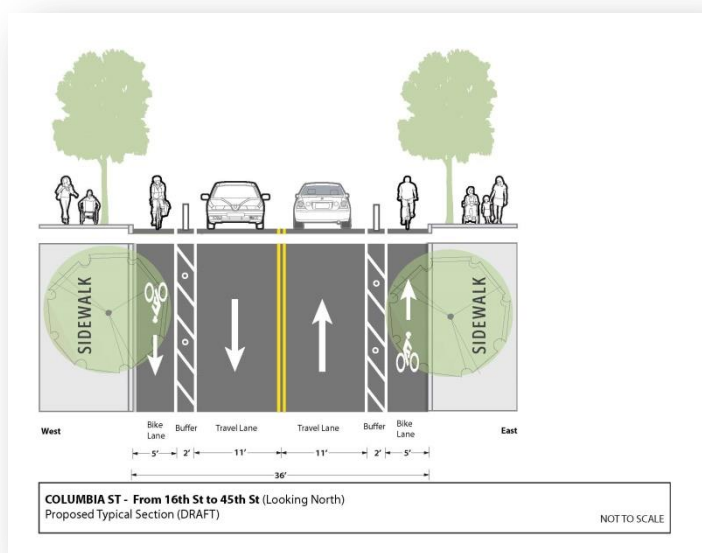 SIDEWALK
SIDEWALK
West
Bike Lane
Buffer
Travel Lane
Travel Lane
Buffer
Bike Lane
East
5'
2'
11'
11'
2'
5'
36'
COLUMBIA ST - From 16th St to 45th St (Looking North)
Proposed Typical Section (DRAFT)
NOT TO SCALE